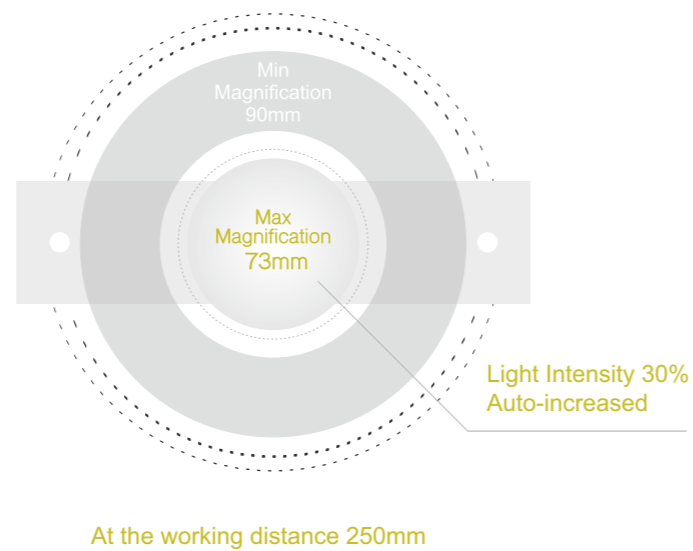 Min
Magnification
90mm
Max
Magnification
73mm
Light Intensity 30%
Auto-increased
At the working distance 250mm